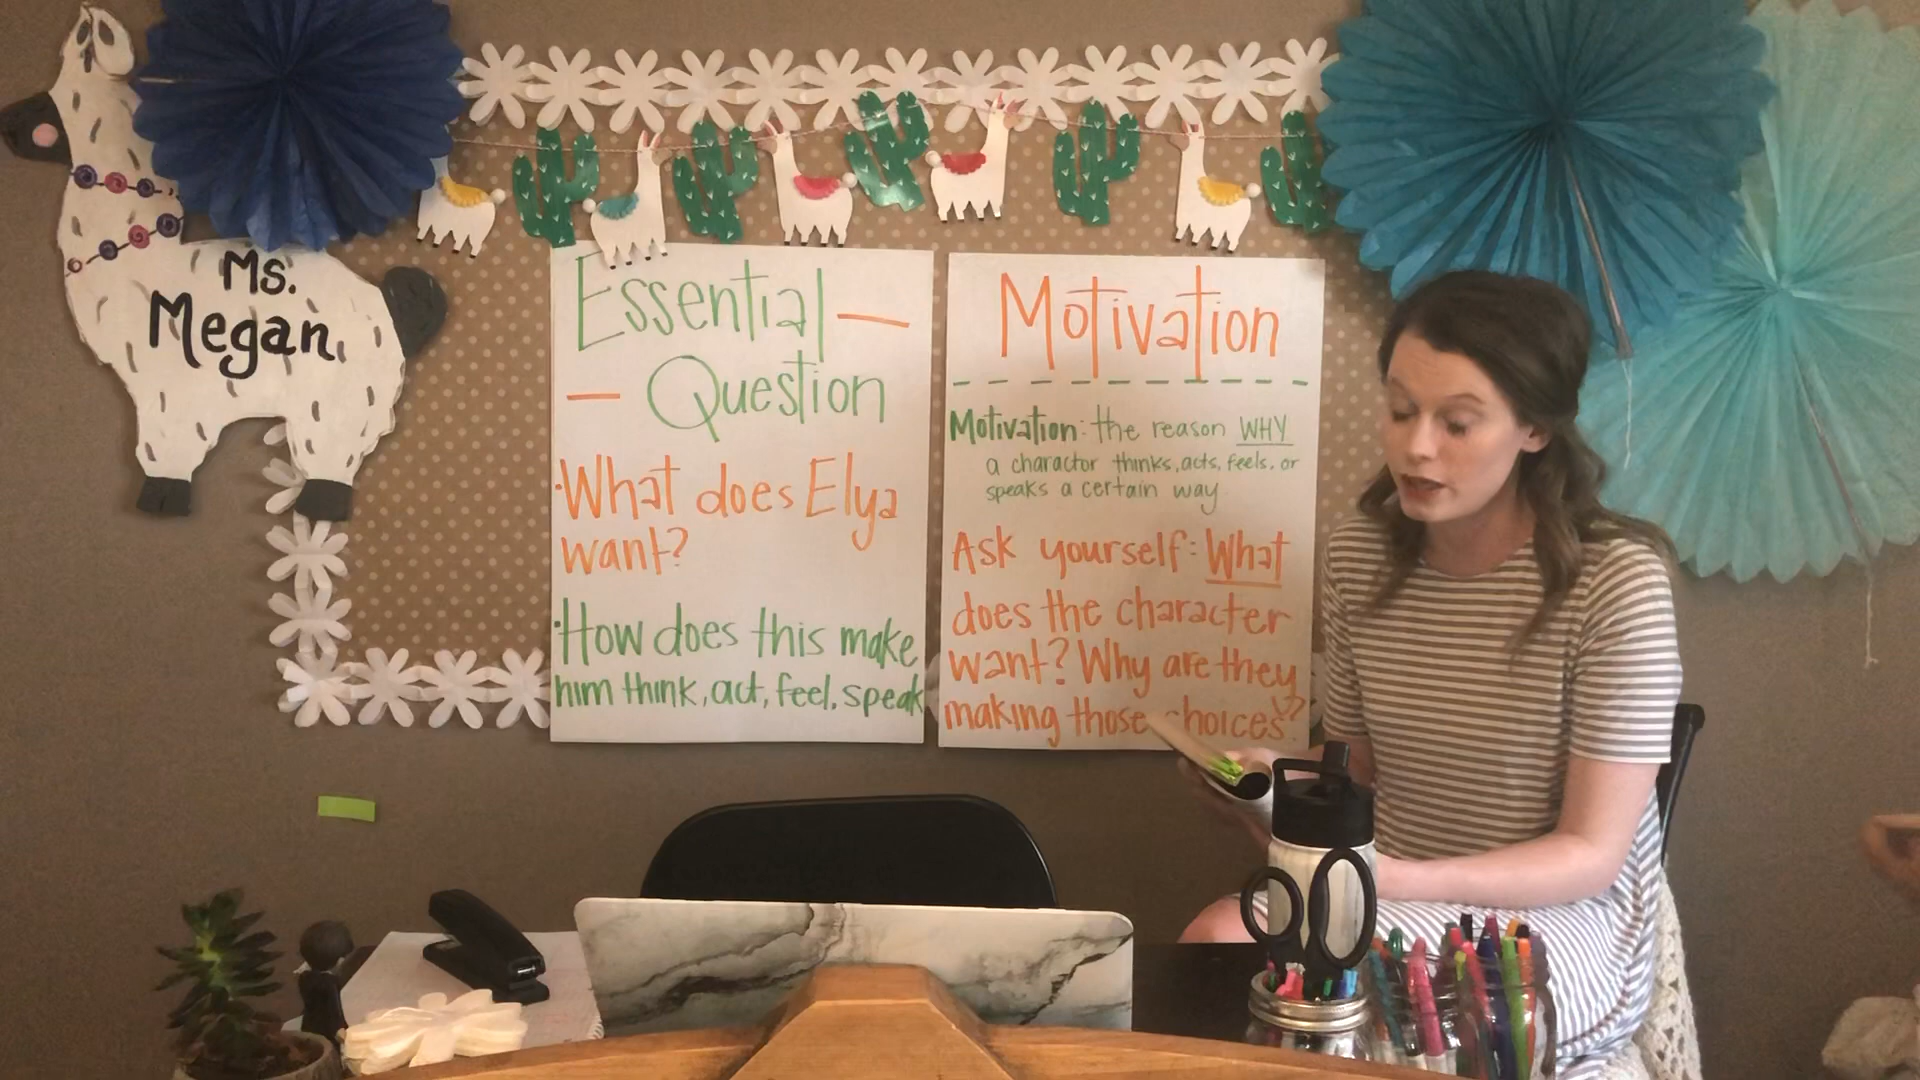 Ms.
Megan
Essential
Question
What does Elya
want?
How does this make
him think, act, feel, speak
Motivation
Motivation: the reason WHY
a charactor thinks, acts, feels, or
speaks a certain way
Ask yourself: What
does the character
want? Why are they
making those choices?